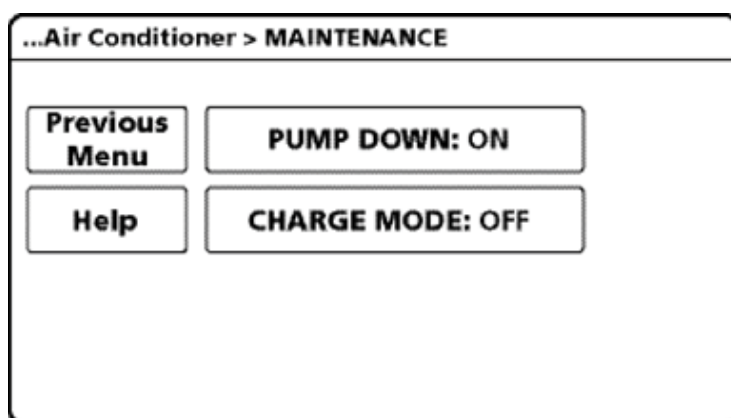 ...Air Conditioner > MAINTENANCE
Previous
Menu
PUMP DOWN: ON
Help
CHARGE MODE: OFF